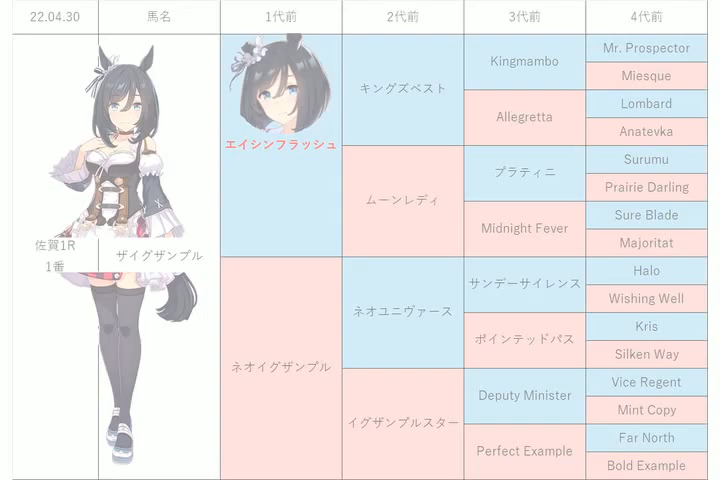 22.04.30 馬名 1代前 2代前 3代前 4代前
佐賀1R
1番
ザイグザンプル
エイシンフラッシュ
ネオイグザンプル
キングズベスト
ムーンレディ
ネオユニヴァース
イグザンプルスター
Kingmambo
Allegretta
プラティニ
Midnight Fever
サンデーサイレンス
ポインテッドパス
Deputy Minister
Perfect Example
Mr. Prospector
Miesque
Lombard
Anatevka
Surumu
Prairie Darling
Sure Blade
Majoritat
Halo
Wishing Well
Kris
Silken Way
Vice Regent
Mint Copy
Far North
Bold Example